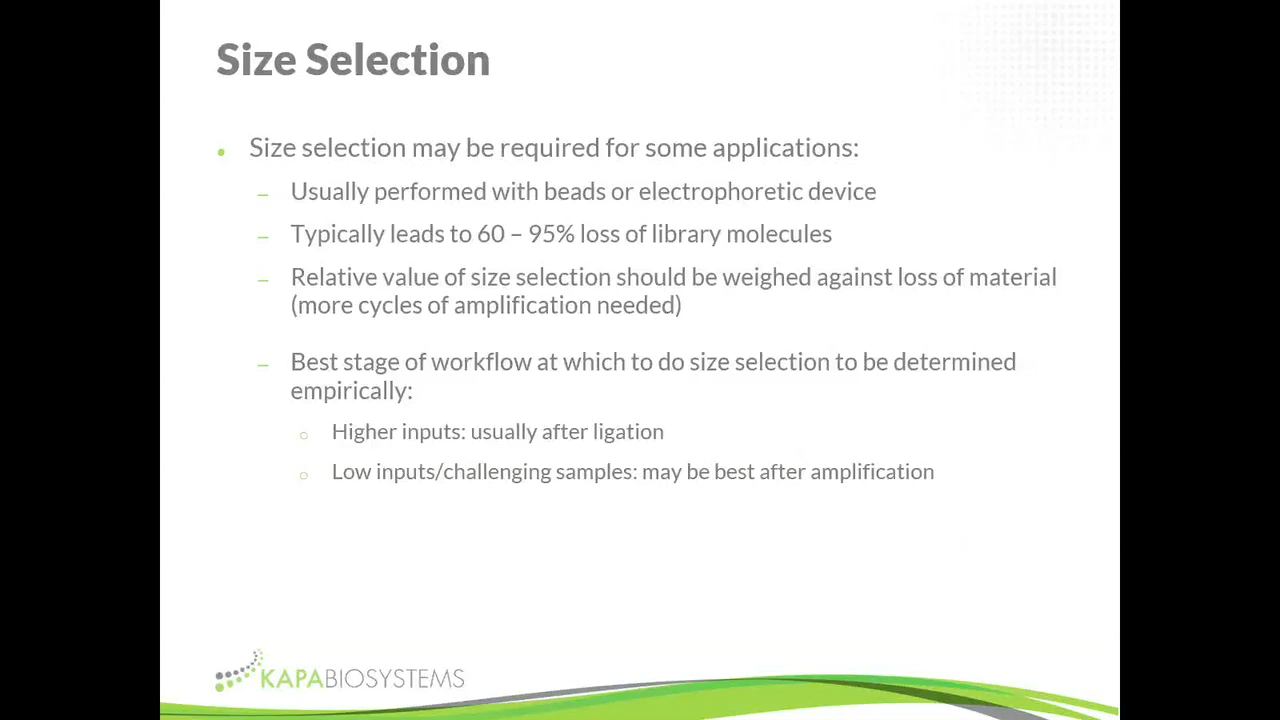 Size Selection
Size selection may be required for some applications:
– Usually performed with beads or electrophoretic device
– Typically leads to 60 – 95% loss of library molecules
– Relative value of size selection should be weighed against loss of material
(more cycles of amplification needed)
– Best stage of workflow at which to do size selection to be determined
empirically:
Higher inputs: usually after ligation
Low inputs/challenging samples: may be best after amplification
KAPABIOSYSTEMS